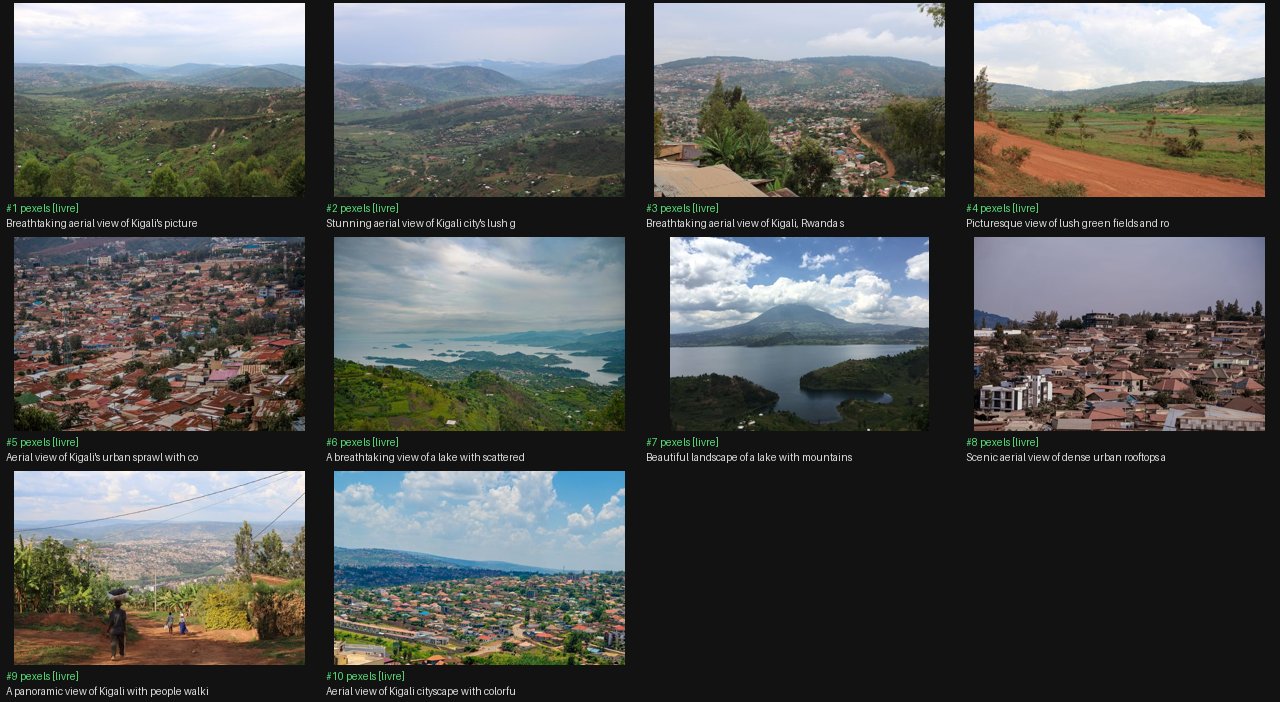 #1 pexels [livre]
Breathtaking aerial view of Kigali's picture
#2 pexels [livre]
Stunning aerial view of Kigali city's lush g
#3 pexels [livre]
Breathtaking aerial view of Kigali, Rwanda s
#4 pexels [livre]
Picturesque view of lush green fields and ro
#5 pexels [livre]
Aerial view of Kigali's urban sprawl with co
#6 pexels [livre]
A breathtaking view of a lake with scattered
#7 pexels [livre]
Beautiful landscape of a lake with mountains
#8 pexels [livre]
Scenic aerial view of dense urban rooftops a
#9 pexels [livre]
A panoramic view of Kigali with people walki
#10 pexels [livre]
Aerial view of Kigali cityscape with colorfu